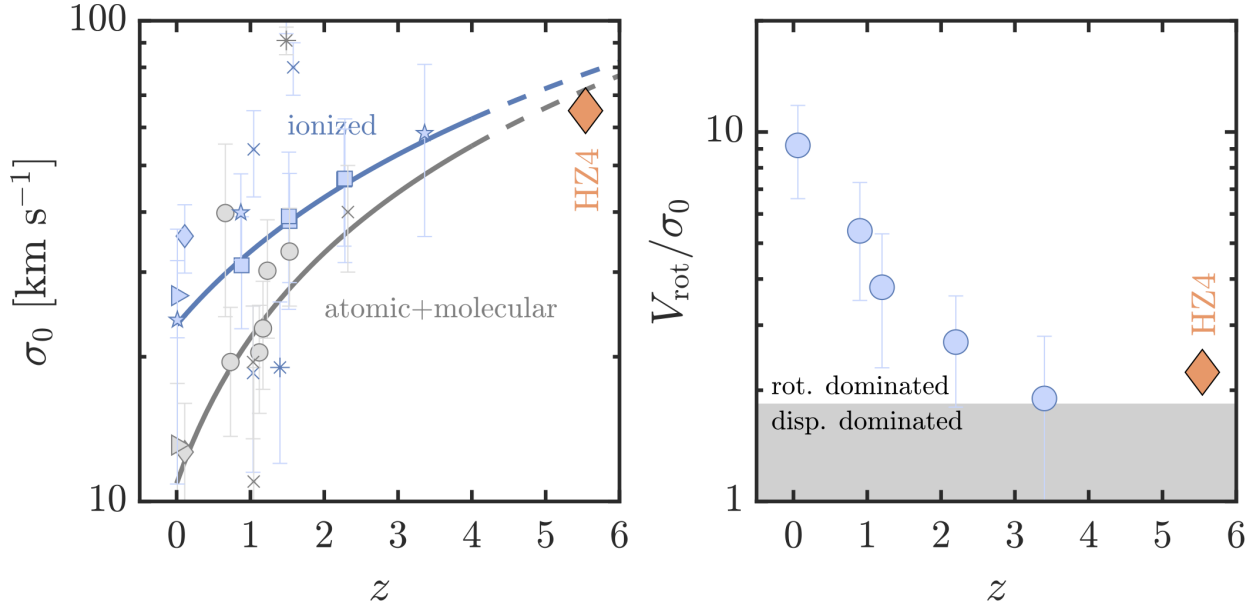 100
10
σ₀ [km s⁻¹]
ionized
atomic+molecular
HZ4
0 1 2 3 4 5 6
z
10
1
V_rot/σ₀
HZ4
rot. dominated
disp. dominated
0 1 2 3 4 5 6
z